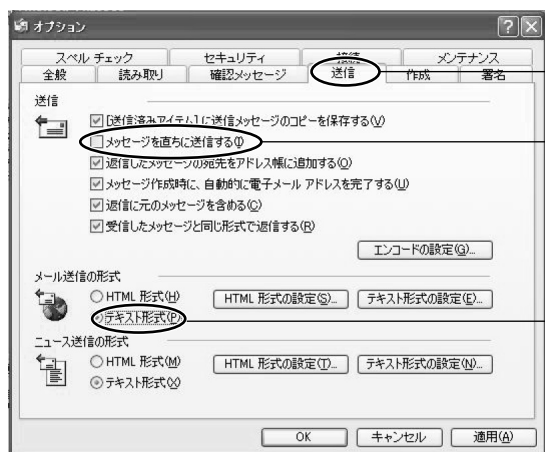 オプション
スペル チェック セキュリティ 接続 メンテナンス
全般 読み取り 確認メッセージ 送信 作成 署名
送信
[送信済みアイテム]に送信メッセージのコピーを保存する(V)
メッセージを直ちに送信する(I)
返信したメッセージの宛先をアドレス帳に追加する(O)
メッセージ作成時に、自動的に電子メール アドレスを完了する(U)
返信に元のメッセージを含める(C)
受信したメッセージと同じ形式で返信する(R)
エンコードの設定(G)...
メール送信の形式
HTML 形式(H) HTML 形式の設定(S)... テキスト形式の設定(E)...
テキスト形式(P)
ニュース送信の形式
HTML 形式(M) HTML 形式の設定(T)... テキスト形式の設定(N)...
テキスト形式(X)
OK キャンセル 適用(A)